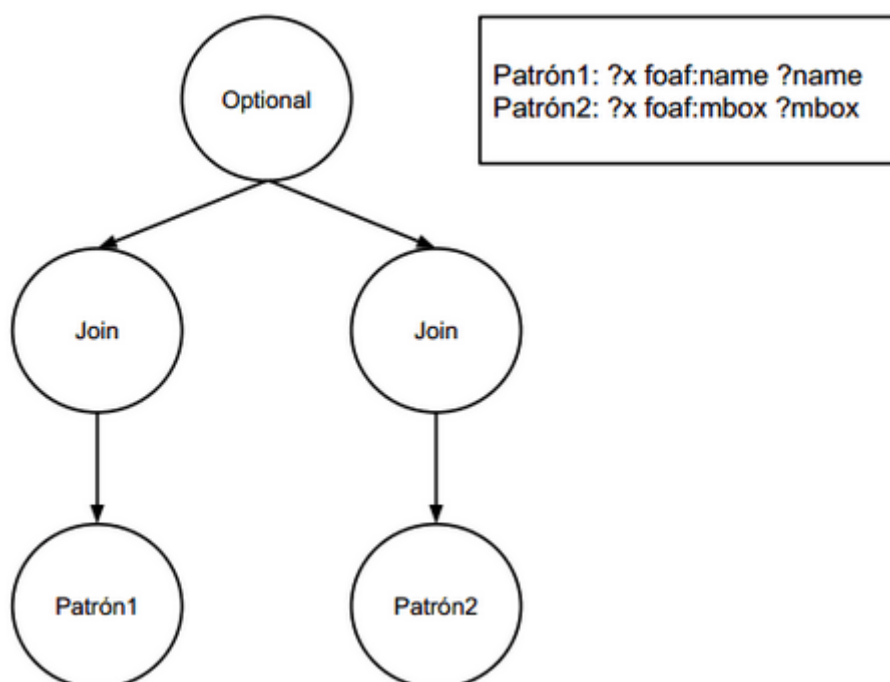 Optional
Patrón1: ?x foaf:name ?name
Patrón2: ?x foaf:mbox ?mbox
Join
Join
Patrón1
Patrón2